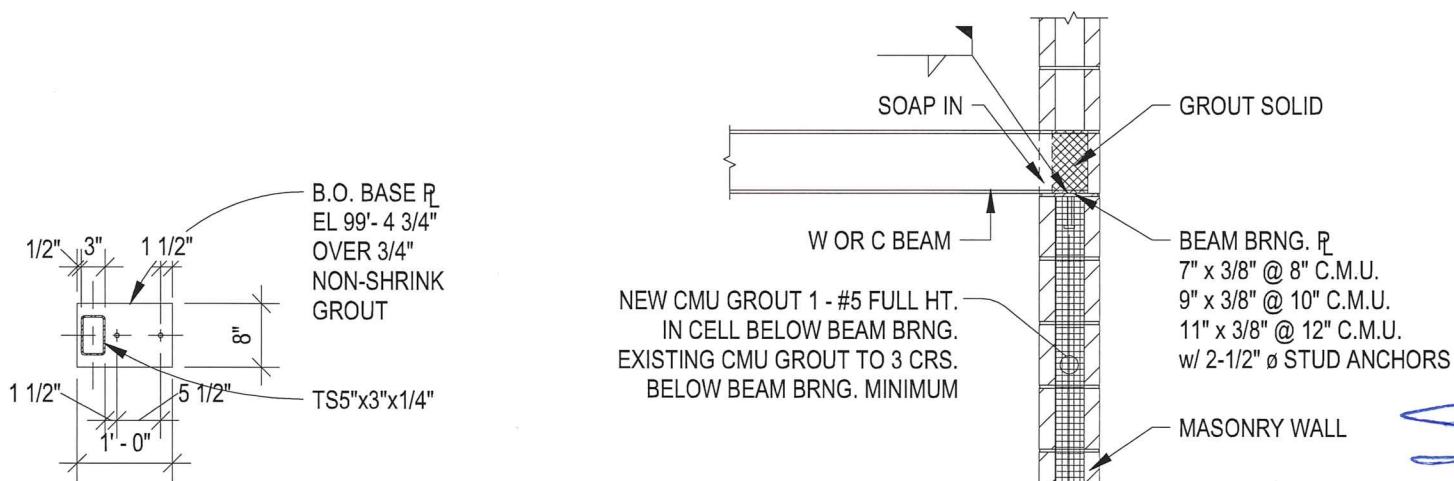 B.O. BASE PL
EL 99'- 4 3/4"
OVER 3/4"
NON-SHRINK
GROUT
1/2"
3"
1 1/2"
8"
1 1/2"
5 1/2"
TS5"x3"x1/4"
1' - 0"
SOAP IN
GROUT SOLID
W OR C BEAM
BEAM BRNG. PL
7" x 3/8" @ 8" C.M.U.
9" x 3/8" @ 10" C.M.U.
11" x 3/8" @ 12" C.M.U.
w/ 2-1/2" ø STUD ANCHORS
NEW CMU GROUT 1 - #5 FULL HT.
IN CELL BELOW BEAM BRNG.
EXISTING CMU GROUT TO 3 CRS.
BELOW BEAM BRNG. MINIMUM
MASONRY WALL